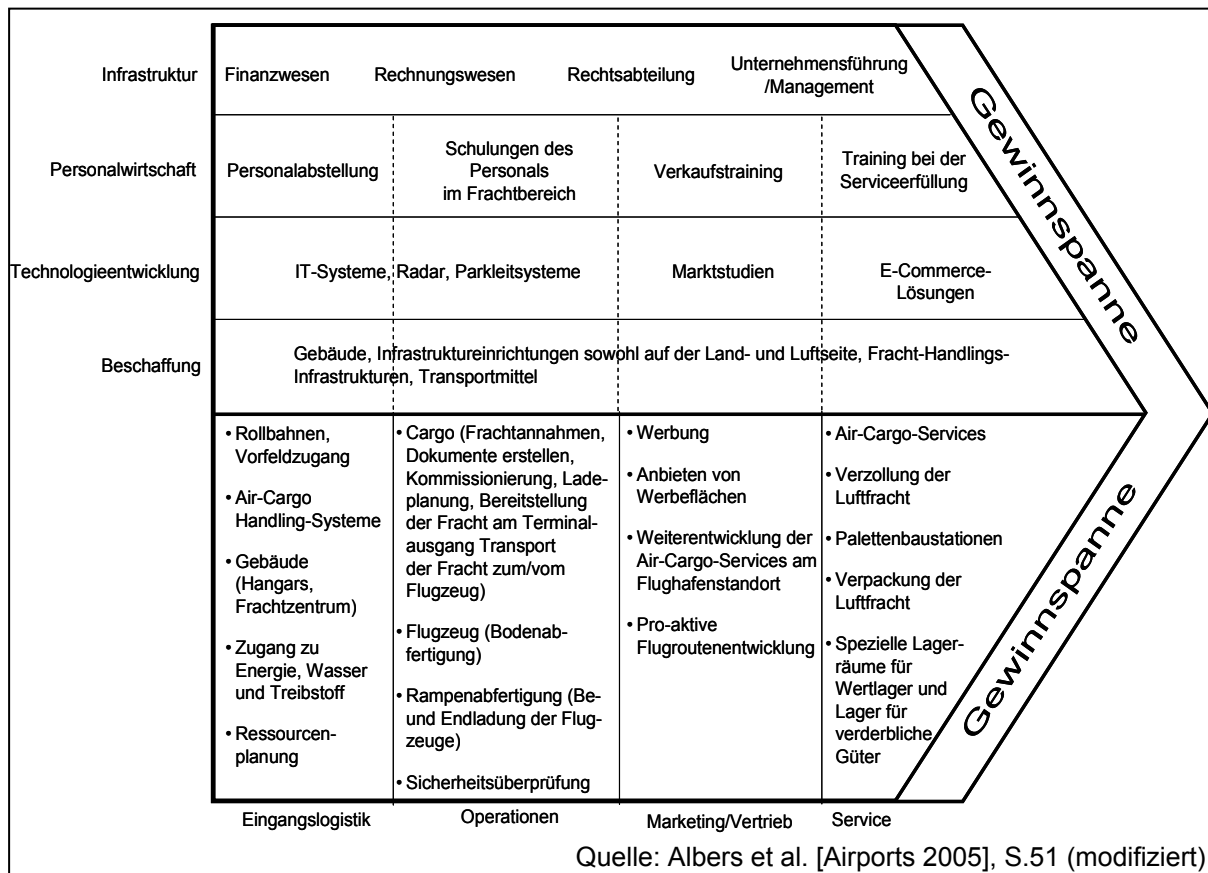 Infrastruktur
Finanzwesen
Rechnungswesen
Rechtsabteilung
Unternehmensführung
/Management
Personalwirtschaft
Personalabstellung
Schulungen des
Personals
im Frachtbereich
Verkaufstraining
Training bei der
Serviceerfüllung
Technologieentwicklung
IT-Systeme, Radar, Parkleitsysteme
Marktstudien
E-Commerce-
Lösungen
Beschaffung
Gebäude, Infrastruktureinrichtungen sowohl auf der Land- und Luftseite, Fracht-Handlings-
Infrastrukturen, Transportmittel
Gewinnspanne
• Rollbahnen,
Vorfeldzugang
• Air-Cargo
Handling-Systeme
• Gebäude
(Hangars,
Frachtzentrum)
• Zugang zu
Energie, Wasser
und Treibstoff
• Ressourcen-
planung
• Cargo (Frachtannahmen,
Dokumente erstellen,
Kommissionierung, Lade-
planung, Bereitstellung
der Fracht am Terminal-
ausgang Transport
der Fracht zum/vom
Flugzeug)
• Flugzeug (Bodenab-
fertigung)
• Rampenabfertigung (Be-
und Endladung der Flug-
zeuge)
• Sicherheitsüberprüfung
• Werbung
• Anbieten von
Werbeflächen
• Weiterentwicklung der
Air-Cargo-Services am
Flughafenstandort
• Pro-aktive
Flugroutenentwicklung
• Air-Cargo-Services
• Verzollung der
Luftfracht
• Palettenbaustationen
• Verpackung der
Luftfracht
• Spezielle Lager-
räume für
Wertlager und
Lager für
verderbliche
Güter
Gewinnspanne
Eingangslogistik
Operationen
Marketing/Vertrieb
Service
Quelle: Albers et al. [Airports 2005], S.51 (modifiziert)